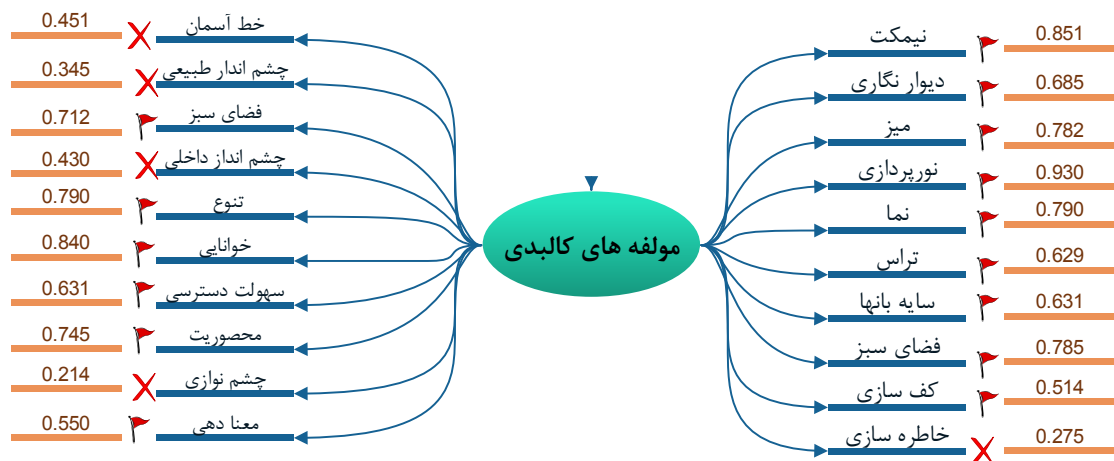 مولفه های کالبدی
نیمکت 0.851
دیوار نگاری 0.685
میز 0.782
نورپردازی 0.930
نما 0.790
تراس 0.629
سایه بانها 0.631
فضای سبز 0.785
کف سازی 0.514
خاطره سازی 0.275
خط آسمان 0.451
چشم اندار طبیعی 0.345
فضای سبز 0.712
چشم انداز داخلی 0.430
تنوع 0.790
خوانایی 0.840
سهولت دسترسی 0.631
محصوریت 0.745
چشم نوازی 0.214
معنا دهی 0.550